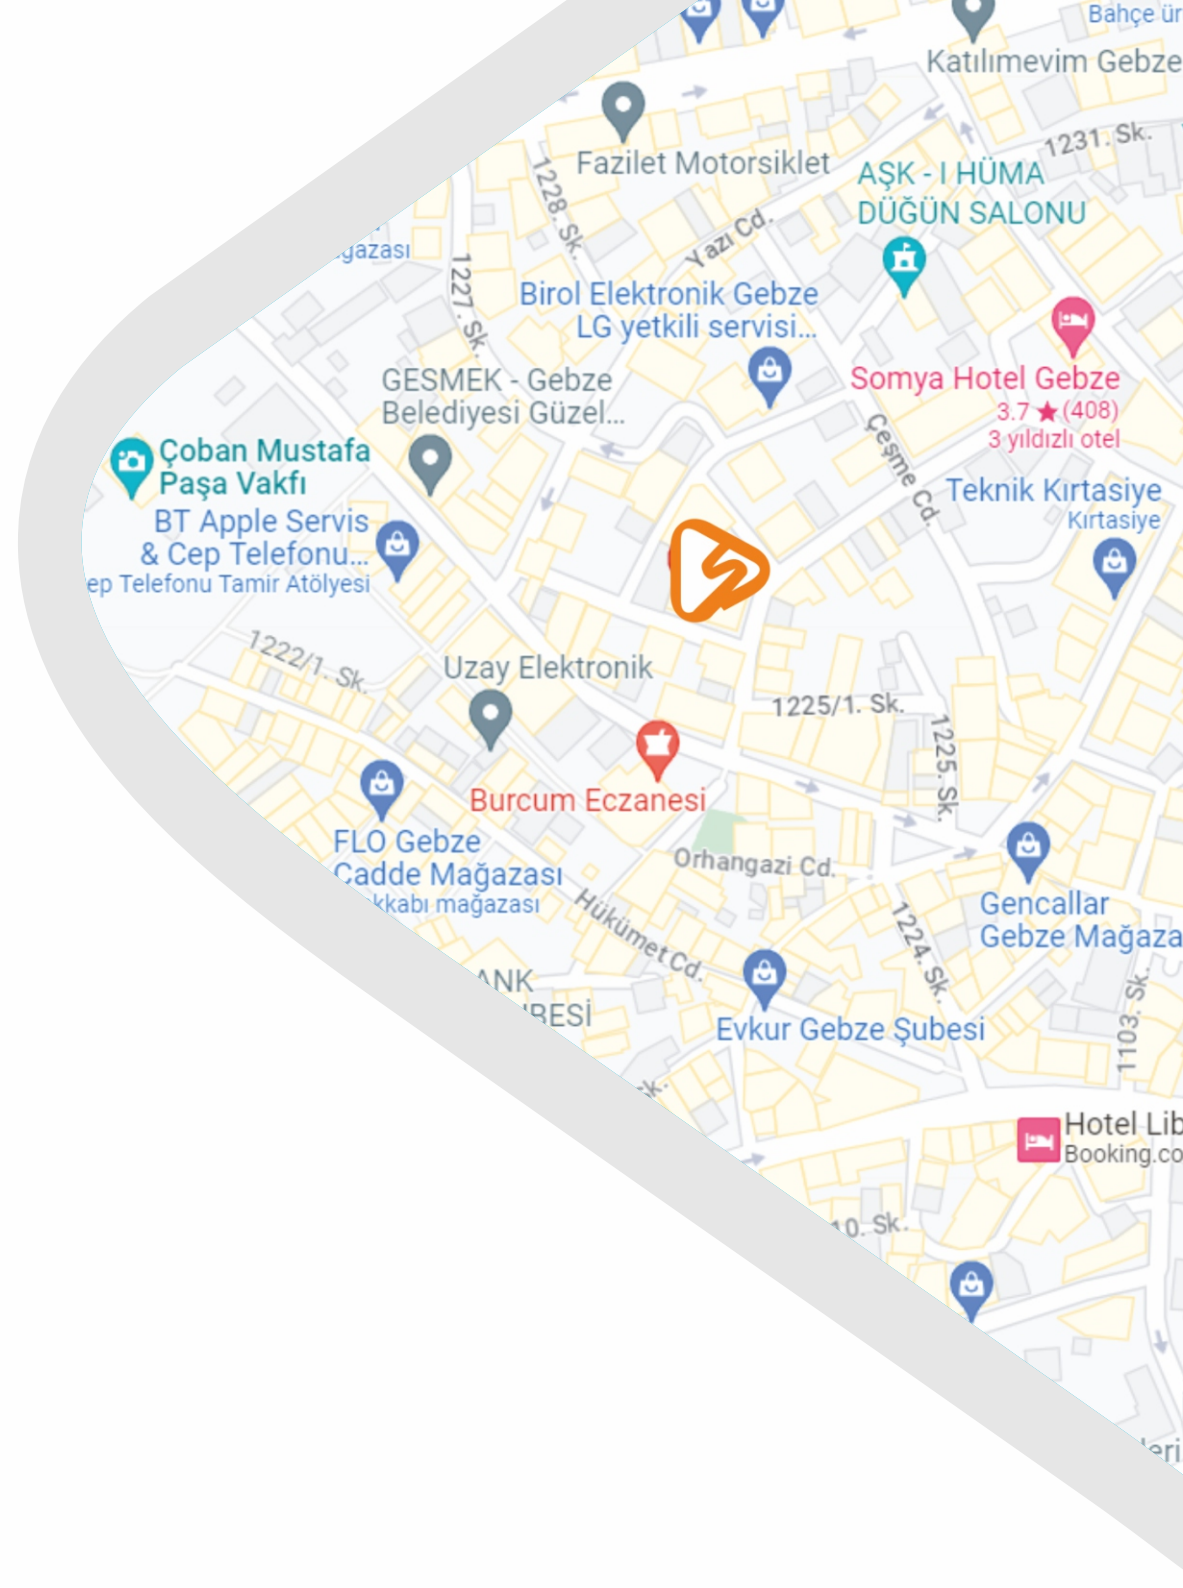 Bahçe ür
Katılımevim Gebze
1231. Sk.
Fazilet Motorsiklet
1228. Sk.
AŞK - I HÜMA
DÜĞÜN SALONU
Yazı Cd.
ğazası
1227. Sk.
Birol Elektronik Gebze
LG yetkili servisi...
GESMEK - Gebze
Belediyesi Güzel...
Somya Hotel Gebze
3.7 ★ (408)
3 yıldızlı otel
Çeşme Cd.
Çoban Mustafa
Paşa Vakfı
Teknik Kırtasiye
Kırtasiye
BT Apple Servis
& Cep Telefonu...
ep Telefonu Tamir Atölyesi
1222/1. Sk.
Uzay Elektronik
1225/1. Sk.
1225. Sk.
Burcum Eczanesi
FLO Gebze
Cadde Mağazası
kkabı mağazası
Orhangazi Cd.
Hükümet Cd.
1224. Sk.
Gencallar
Gebze Mağaza
ANK
BESİ
Evkur Gebze Şubesi
1103. Sk.
Sk.
Hotel Lib
Booking.co
10. Sk.
leri